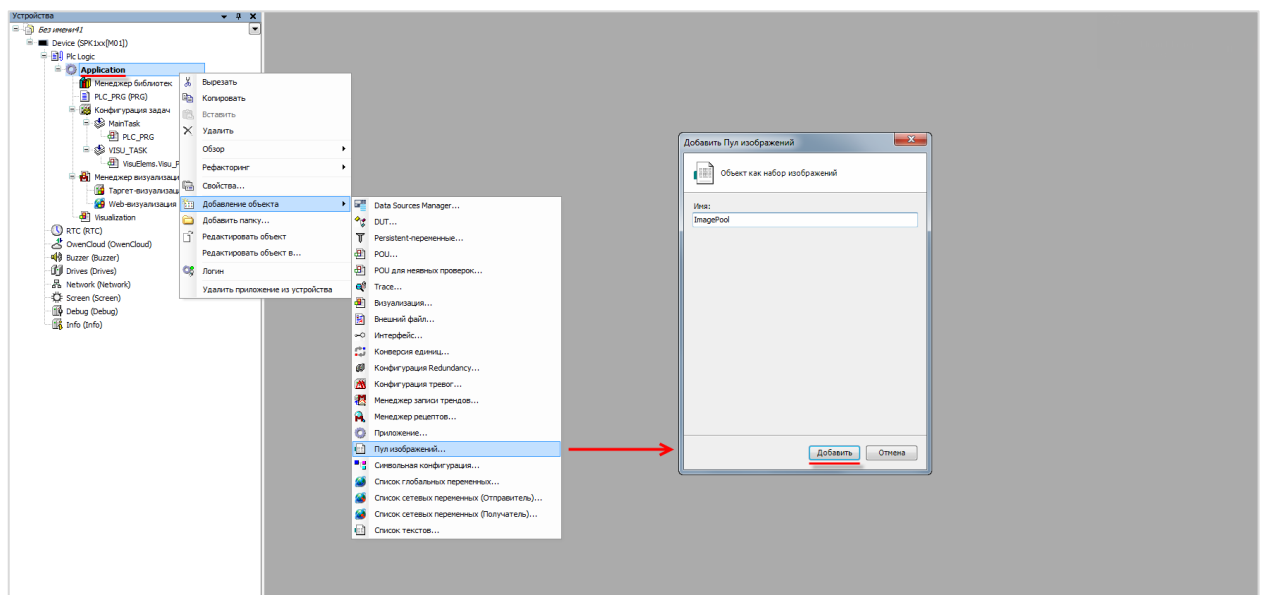 Устройства
Без имени41
Device (SPK1xx[M01])
Plc Logic
Application
Менеджер библиотек
PLC_PRG (PRG)
Конфигурация задач
MainTask
PLC_PRG
VISU_TASK
VisuElems.Visu_P
Менеджер визуализаци
Таргет-визуализац
Web-визуализация
Visualization
RTC (RTC)
OwenCloud (OwenCloud)
Buzzer (Buzzer)
Drives (Drives)
Network (Network)
Screen (Screen)
Debug (Debug)
Info (Info)
Вырезать
Копировать
Вставить
Удалить
Обзор
Рефакторинг
Свойства...
Добавление объекта
Добавить папку...
Редактировать объект
Редактировать объект в...
Логин
Удалить приложение из устройства
Data Sources Manager...
DUT...
Persistent-переменные...
POU...
POU для неявных проверок...
Trace...
Визуализация...
Внешний файл...
Интерфейс...
Конверсия единиц...
Конфигурация Redundancy...
Конфигурация тревог...
Менеджер записи трендов...
Менеджер рецептов...
Приложение...
Пул изображений...
Символьная конфигурация...
Список глобальных переменных...
Список сетевых переменных (Отправитель)...
Список сетевых переменных (Получатель)...
Список текстов...
Добавить Пул изображений
Объект как набор изображений
Имя:
ImagePool
Добавить
Отмена